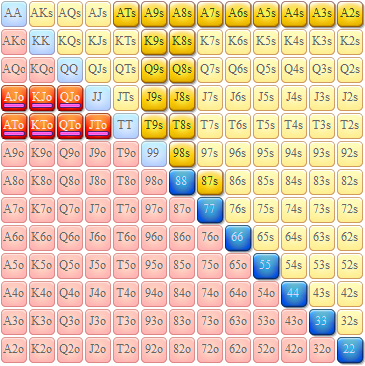 AA AKs AQs AJs ATs A9s A8s A7s A6s A5s A4s A3s A2s
AKo KK KQs KJs KTs K9s K8s K7s K6s K5s K4s K3s K2s
AQo KQo QQ QJs QTs Q9s Q8s Q7s Q6s Q5s Q4s Q3s Q2s
AJo KJo QJo JJ JTs J9s J8s J7s J6s J5s J4s J3s J2s
ATo KTo QTo JTo TT T9s T8s T7s T6s T5s T4s T3s T2s
A9o K9o Q9o J9o T9o 99 98s 97s 96s 95s 94s 93s 92s
A8o K8o Q8o J8o T8o 98o 88 87s 86s 85s 84s 83s 82s
A7o K7o Q7o J7o T7o 97o 87o 77 76s 75s 74s 73s 72s
A6o K6o Q6o J6o T6o 96o 86o 76o 66 65s 64s 63s 62s
A5o K5o Q5o J5o T5o 95o 85o 75o 65o 55 54s 53s 52s
A4o K4o Q4o J4o T4o 94o 84o 74o 64o 54o 44 43s 42s
A3o K3o Q3o J3o T3o 93o 83o 73o 63o 53o 43o 33 32s
A2o K2o Q2o J2o T2o 92o 82o 72o 62o 52o 42o 32o 22